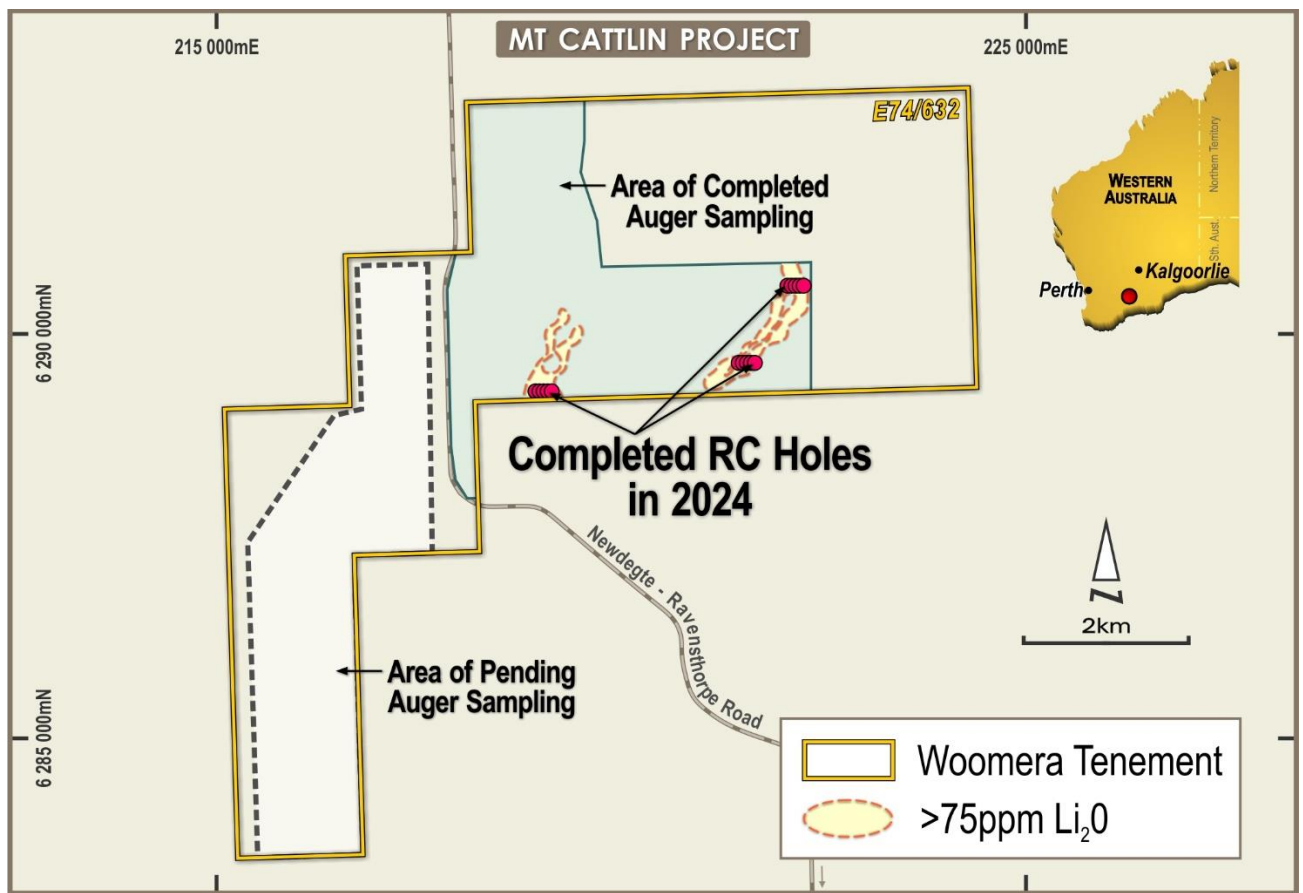 MT CATTLIN PROJECT
215 000mE
225 000mE
E74/632
Area of Completed
Auger Sampling
WESTERN
AUSTRALIA
Northern Territory
Sth. Aust.
Kalgoorlie
Perth
6 290 000mN
Completed RC Holes
in 2024
Newdegte - Ravensthorpe Road
Area of Pending
Auger Sampling
N
2km
6 285 000mN
Woomera Tenement
>75ppm Li₂0